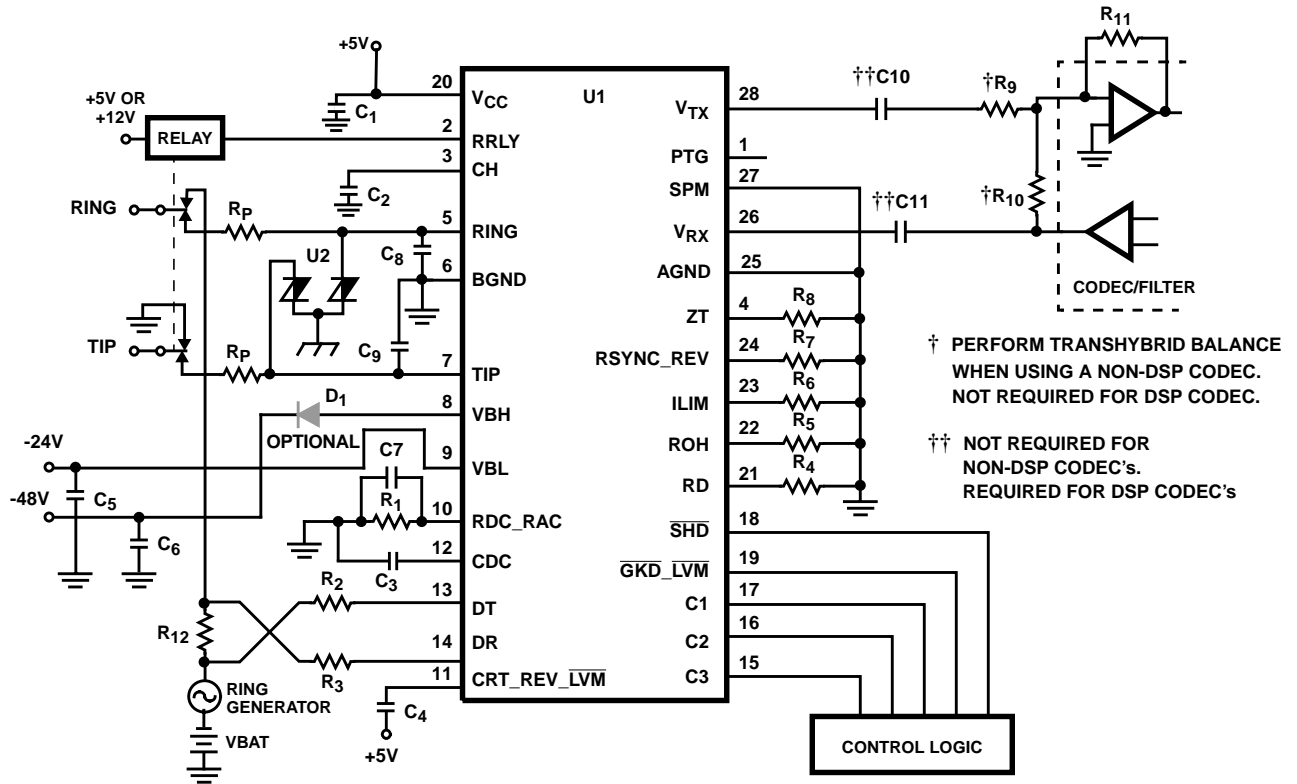 +5V
+5V OR
+12V
RELAY
C1
20
VCC
U1
2
RRLY
3
CH
C2
RING
RP
5
RING
U2
C8
6
BGND
C9
TIP
RP
7
TIP
D1
8
VBH
OPTIONAL
-24V
9
VBL
C7
-48V
C5
R1
10
RDC_RAC
C6
12
CDC
C3
R2
13
DT
R12
14
DR
R3
11
CRT_REV_LVM
RING
GENERATOR
C4
VBAT
+5V
VTX
28
††C10
†R9
R11
PTG
1
SPM
27
†R10
VRX
26
††C11
AGND
25
CODEC/FILTER
ZT
4
R8
RSYNC_REV
24
R7
ILIM
23
R6
ROH
22
R5
RD
21
R4
SHD
18
GKD_LVM
19
C1
17
C2
16
C3
15
CONTROL LOGIC
† PERFORM TRANSHYBRID BALANCE
WHEN USING A NON-DSP CODEC.
NOT REQUIRED FOR DSP CODEC.
†† NOT REQUIRED FOR
NON-DSP CODEC's.
REQUIRED FOR DSP CODEC's